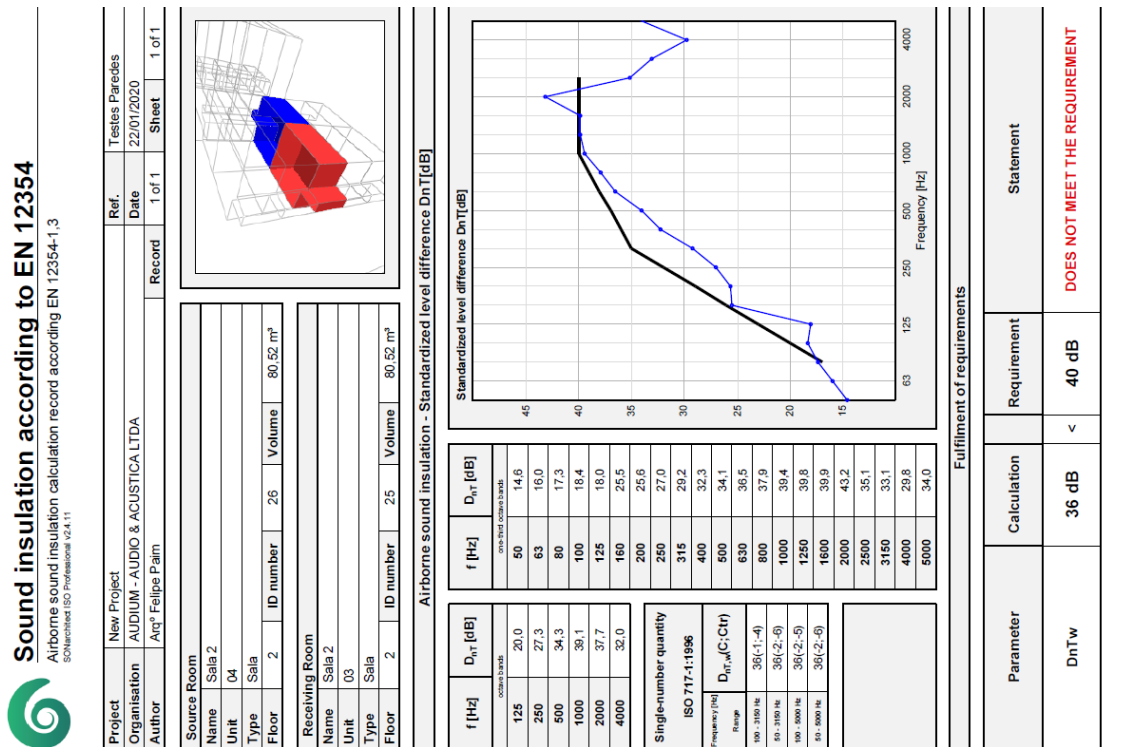 Sound insulation according to EN 12354
Airborne sound insulation calculation record according EN 12354-1,3
SONarchitect ISO Professional v2.4.11
Project New Project Ref. Testes Paredes
Organisation AUDIUM - AUDIO & ACUSTICA LTDA Date 22/01/2020
Author Arqº Felipe Paim Record 1 of 1 Sheet 1 of 1
Source Room
Name Sala 2
Unit 04
Type Sala
Floor 2 ID number 26 Volume 80,52 m³
Receiving Room
Name Sala 2
Unit 03
Type Sala
Floor 2 ID number 25 Volume 80,52 m³
Airborne sound insulation - Standardized level difference DnT[dB]
f [Hz] DnT [dB]
octave bands
125 20,0
250 27,3
500 34,3
1000 39,1
2000 37,7
4000 32,0
Single-number quantity
ISO 717-1:1996
Frequency [Hz] Range DnT,w(C;Ctr)
100 - 3150 Hz 36(-1;-4)
50 - 3150 Hz 36(-2;-6)
100 - 5000 Hz 36(-2;-5)
50 - 5000 Hz 36(-2;-6)
f [Hz] DnT [dB]
one-third octave bands
50 14,6
63 16,0
80 17,3
100 18,4
125 18,0
160 25,5
200 25,6
250 27,0
315 29,2
400 32,3
500 34,1
630 36,5
800 37,9
1000 39,4
1250 39,8
1600 39,9
2000 43,2
2500 35,1
3150 33,1
4000 29,8
5000 34,0
Standardized level difference DnT[dB]
45
40
35
30
25
20
15
63 125 250 500 1000 2000 4000
Frequency [Hz]
Fulfilment of requirements
Parameter Calculation Requirement Statement
DnTw 36 dB < 40 dB DOES NOT MEET THE REQUIREMENT